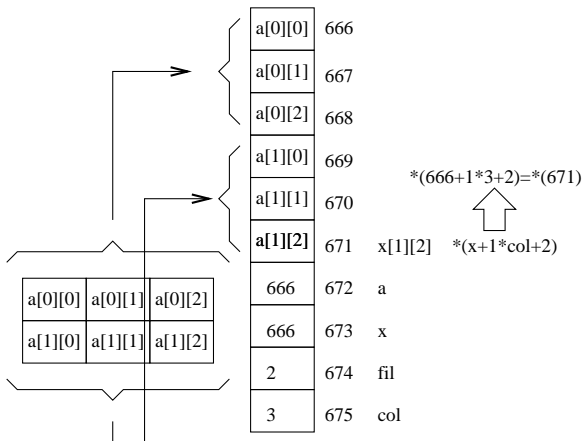 a[0][0] 666
a[0][1] 667
a[0][2] 668
a[1][0] 669
a[1][1] 670
*(666+1*3+2)=*(671)
a[1][2] 671 x[1][2] *(x+1*col+2)
666 672 a
666 673 x
2 674 fil
3 675 col
a[0][0] a[0][1] a[0][2]
a[1][0] a[1][1] a[1][2]